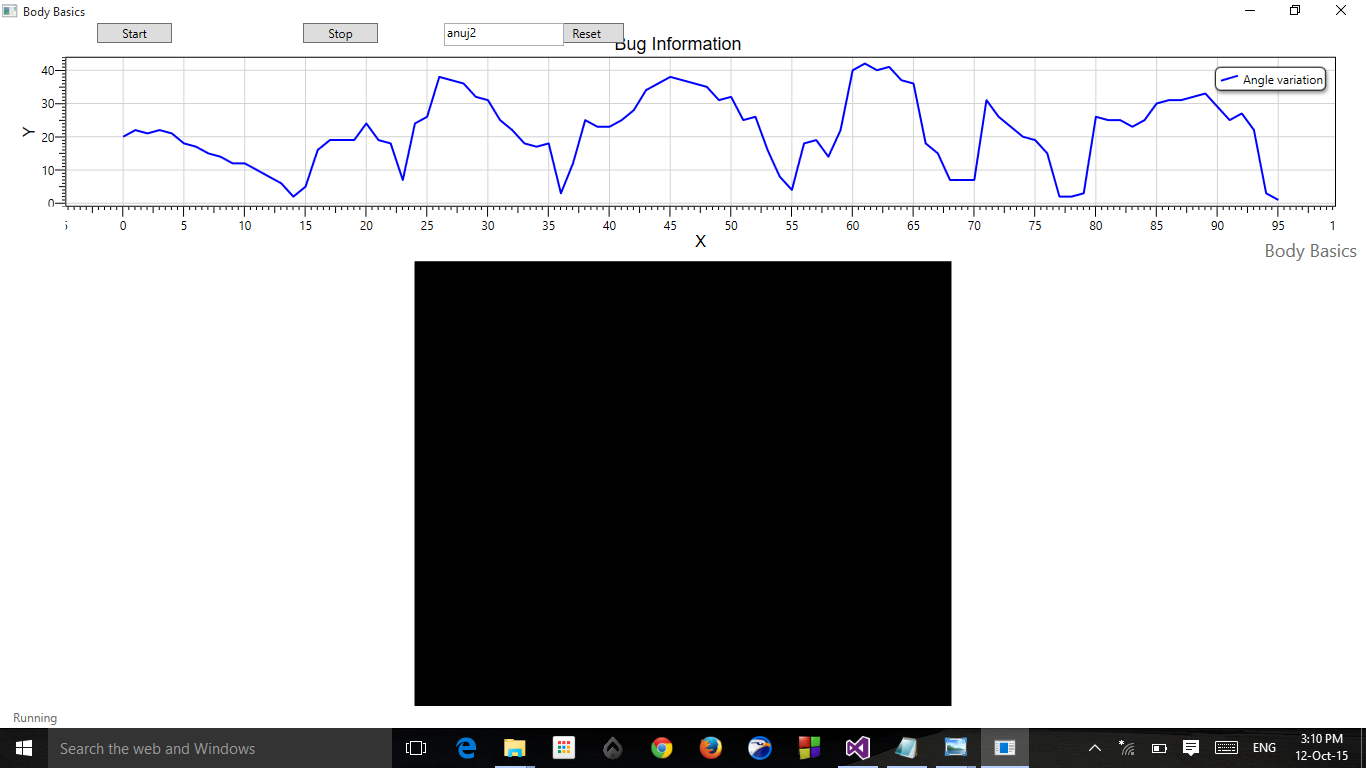 Body Basics
Start Stop anuj2 Reset
Bug Information
Angle variation
Y
40
30
20
10
0
0 5 10 15 20 25 30 35 40 45 50 55 60 65 70 75 80 85 90 95 1
X
Body Basics
Running
Search the web and Windows
ENG
3:10 PM
12-Oct-15